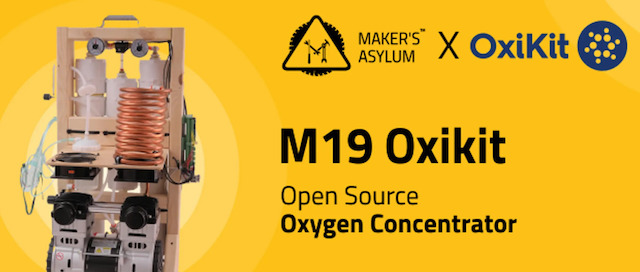 MAKER'S™
ASYLUM
X
OxiKit
M19 Oxikit
Open Source
Oxygen Concentrator